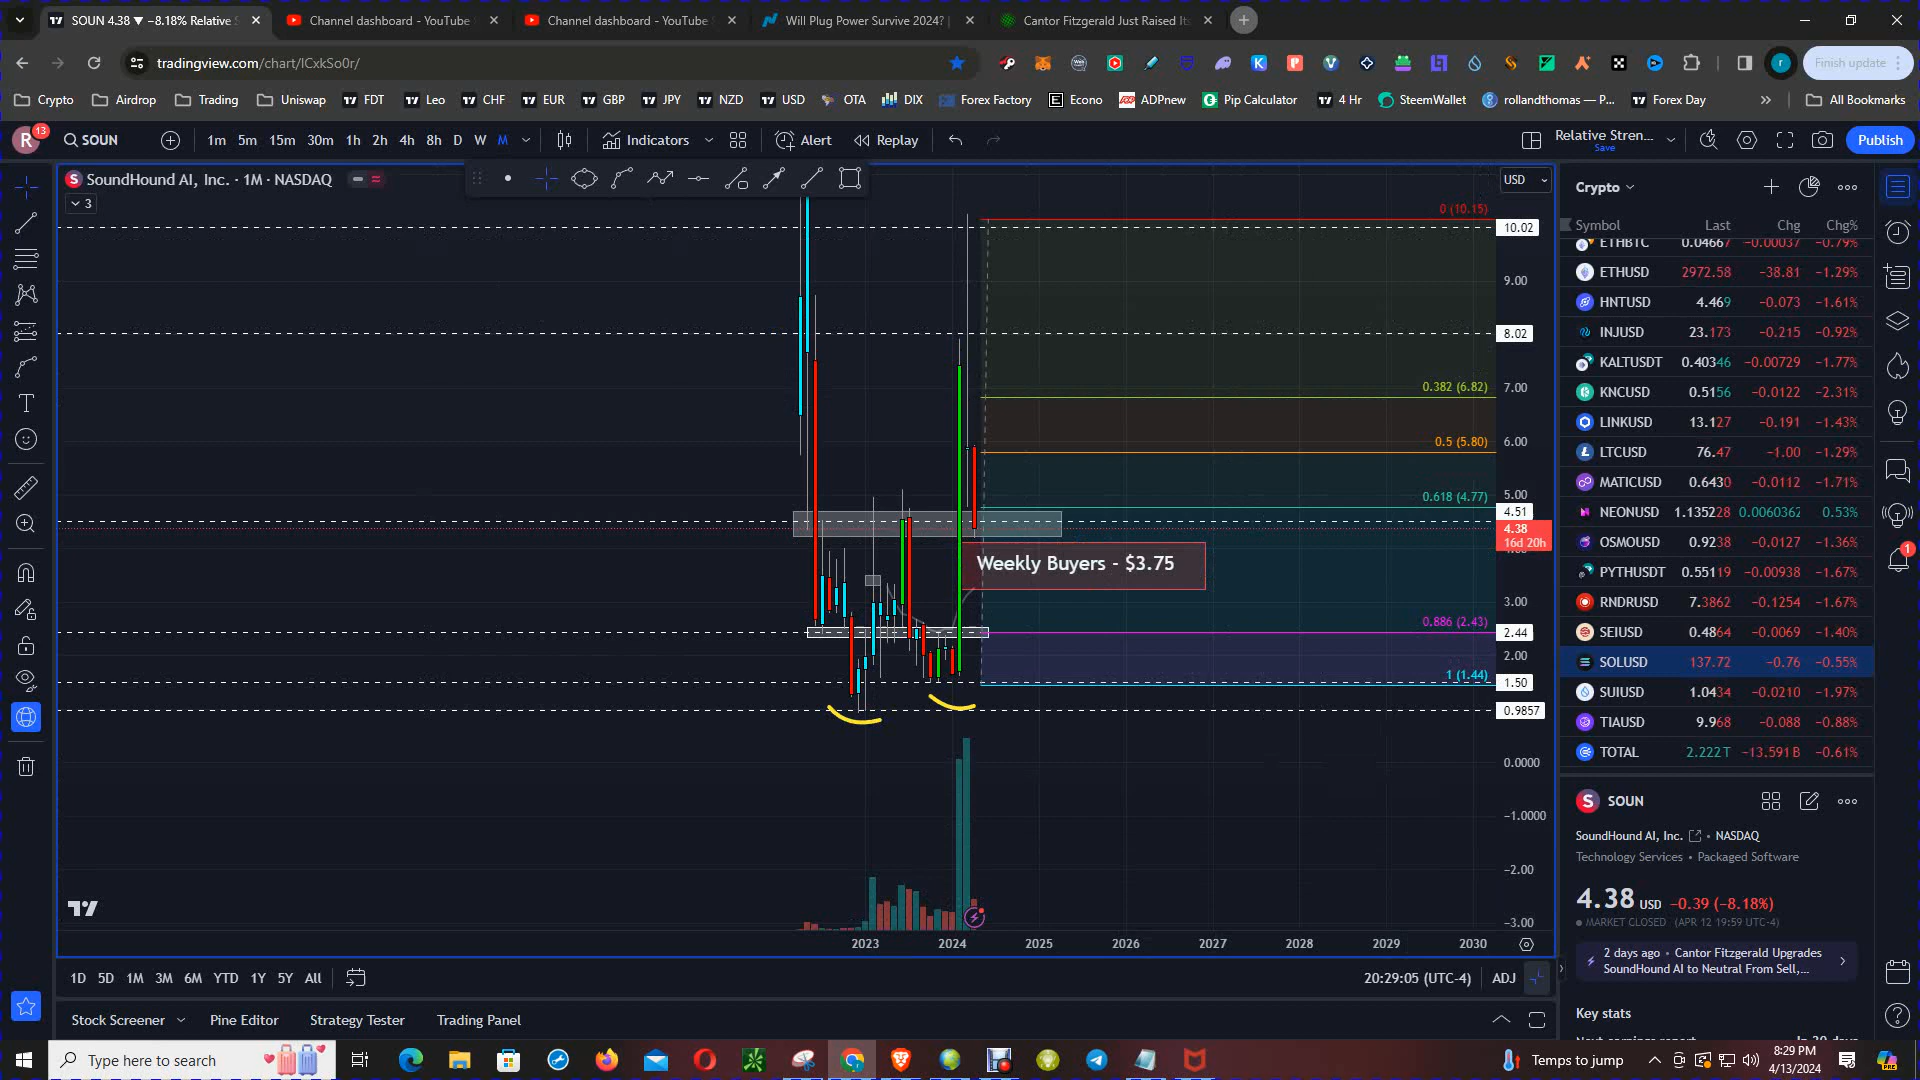 SOUN 4.38 ▼ −8.18% Relative S
Channel dashboard - YouTube
Channel dashboard - YouTube
Will Plug Power Survive 2024? |
Cantor Fitzgerald Just Raised It
tradingview.com/chart/ICxkSo0r/
Finish update
Crypto
Airdrop
Trading
Uniswap
FDT
Leo
CHF
EUR
GBP
JPY
NZD
USD
OTA
DIX
Forex Factory
Econo
ADPnew
Pip Calculator
4 Hr
SteemWallet
rollandthomas — P...
Forex Day
All Bookmarks
R
13
SOUN
1m 5m 15m 30m 1h 2h 4h 8h D W M
Indicators
Alert
Replay
Relative Stren...
Save
Publish
SoundHound AI, Inc. · 1M · NASDAQ
3
USD
0 (10.15)
10.02
9.00
8.02
0.382 (6.82)
7.00
0.5 (5.80)
6.00
0.618 (4.77)
5.00
4.51
4.38
16d 20h
Weekly Buyers - $3.75
3.00
0.886 (2.43)
2.44
2.00
1 (1.44)
1.50
0.9857
0.0000
−1.0000
−2.00
−3.00
2023 2024 2025 2026 2027 2028 2029 2030
1D 5D 1M 3M 6M YTD 1Y 5Y All
20:29:05 (UTC-4)
ADJ
Stock Screener
Pine Editor
Strategy Tester
Trading Panel
Crypto
Symbol Last Chg Chg%
ETHBTC 0.04667 −0.00037 −0.79%
ETHUSD 2972.58 −38.81 −1.29%
HNTUSD 4.469 −0.073 −1.61%
INJUSD 23.173 −0.215 −0.92%
KALTUSDT 0.40346 −0.00729 −1.77%
KNCUSD 0.5156 −0.0122 −2.31%
LINKUSD 13.127 −0.191 −1.43%
LTCUSD 76.47 −1.00 −1.29%
MATICUSD 0.6430 −0.0112 −1.71%
NEONUSD 1.135228 0.0060362 0.53%
OSMOUSD 0.9238 −0.0127 −1.36%
PYTHUSDT 0.55119 −0.00938 −1.67%
RNDRUSD 7.3862 −0.1254 −1.67%
SEIUSD 0.4864 −0.0069 −1.40%
SOLUSD 137.72 −0.76 −0.55%
SUIUSD 1.0434 −0.0210 −1.97%
TIAUSD 9.968 −0.088 −0.88%
TOTAL 2.222T −13.591B −0.61%
SOUN
SoundHound AI, Inc. • NASDAQ
Technology Services • Packaged Software
4.38 USD −0.39 (−8.18%)
MARKET CLOSED (APR 12 19:59 UTC-4)
2 days ago • Cantor Fitzgerald Upgrades
SoundHound AI to Neutral From Sell,...
Key stats
1
Type here to search
Temps to jump
8:29 PM
4/13/2024